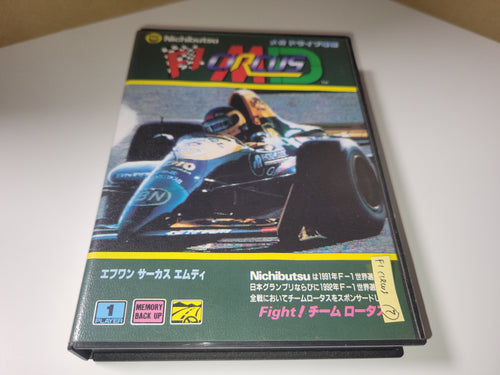 Nichibutsu
メガドライブ専用
F1 CIRCUS MD
BN
エフワン サーカス エムディ
1
PLAYER
MEMORY
BACK UP
Nichibutsu は1991年F-1世界選
日本グランプリならびに1992年F-1世界選
全戦においてチームロータスをスポンサードし
Fight! チーム ロータス
F1 CIRCUS